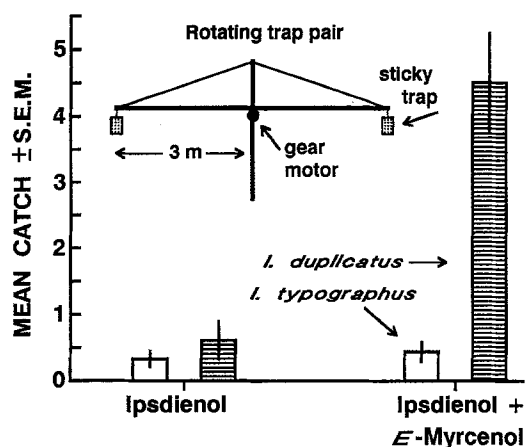 Rotating trap pair
sticky
trap
3 m
gear
motor
MEAN CATCH ± S.E.M.
5
4
3
2
1
0
I. duplicatus
I. typographus
Ipsdienol
Ipsdienol +
E-Myrcenol